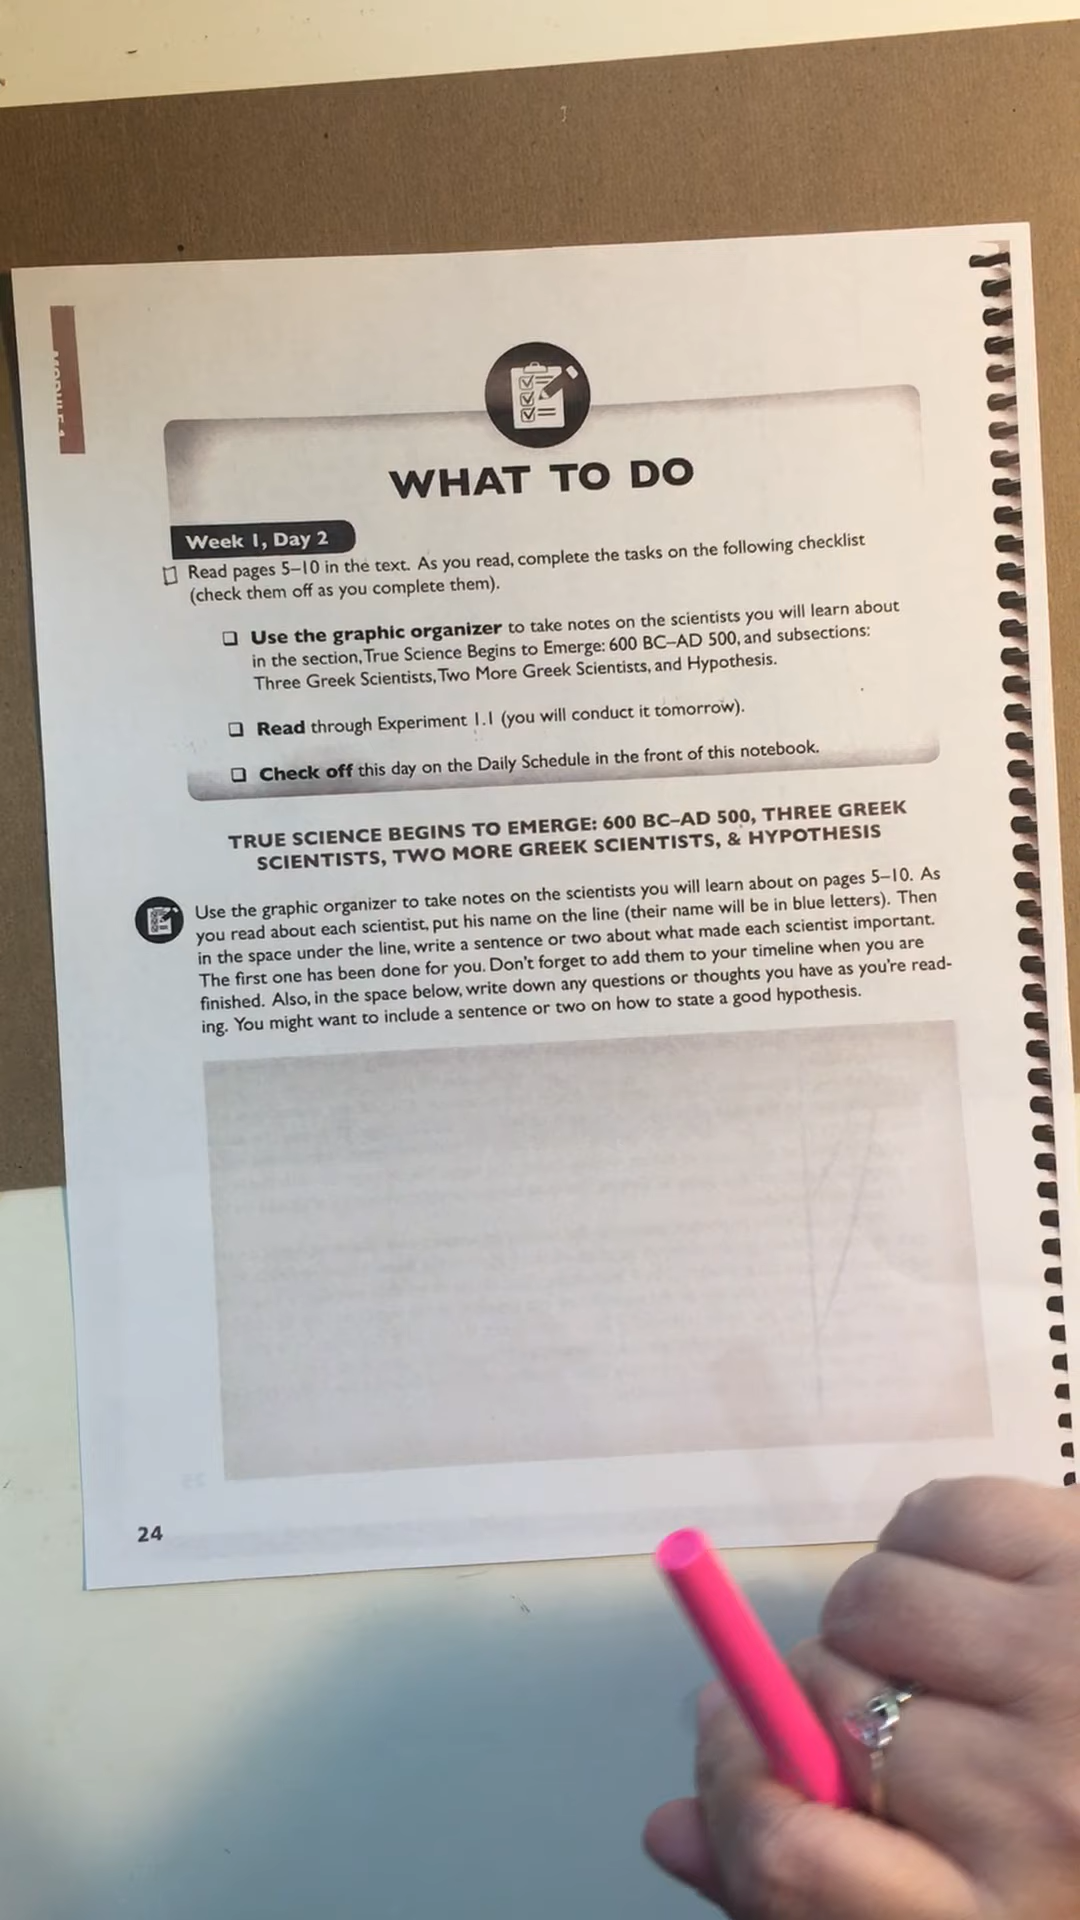 MODULE 1
WHAT TO DO
Week 1, Day 2
Read pages 5–10 in the text. As you read, complete the tasks on the following checklist
(check them off as you complete them).
Use the graphic organizer to take notes on the scientists you will learn about
in the section, True Science Begins to Emerge: 600 BC–AD 500, and subsections:
Three Greek Scientists, Two More Greek Scientists, and Hypothesis.
Read through Experiment 1.1 (you will conduct it tomorrow).
Check off this day on the Daily Schedule in the front of this notebook.
TRUE SCIENCE BEGINS TO EMERGE: 600 BC–AD 500, THREE GREEK
SCIENTISTS, TWO MORE GREEK SCIENTISTS, & HYPOTHESIS
Use the graphic organizer to take notes on the scientists you will learn about on pages 5–10. As
you read about each scientist, put his name on the line (their name will be in blue letters). Then
in the space under the line, write a sentence or two about what made each scientist important.
The first one has been done for you. Don't forget to add them to your timeline when you are
finished. Also, in the space below, write down any questions or thoughts you have as you're read-
ing. You might want to include a sentence or two on how to state a good hypothesis.
24